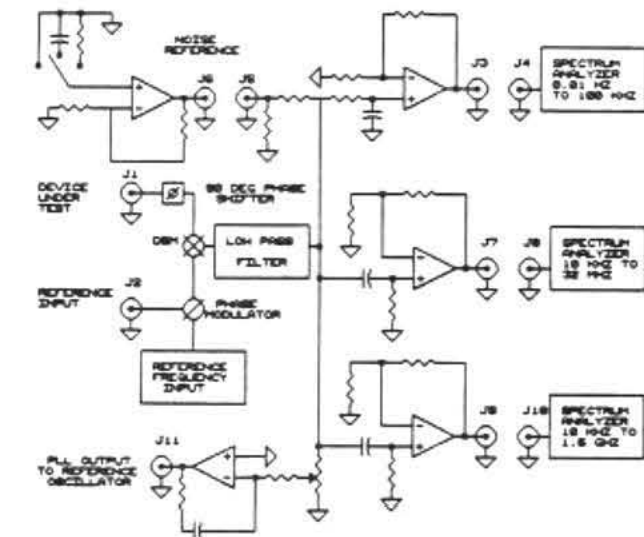 NOISE
REFERENCE
J6
J5
J3
J4
SPECTRUM
ANALYZER
0.01 HZ
TO 100 KHZ
DEVICE
UNDER
TEST
J1
Ø
90 DEG PHASE
SHIFTER
DBM
LOW PASS
FILTER
J7
J8
SPECTRUM
ANALYZER
10 KHZ TO
32 MHZ
REFERENCE
INPUT
J2
PHASE
MODULATOR
REFERENCE
FREQUENCY
INPUT
J9
J10
SPECTRUM
ANALYZER
10 KHZ TO
1.5 GHZ
PLL OUTPUT
TO REFERENCE
OSCILLATOR
J11